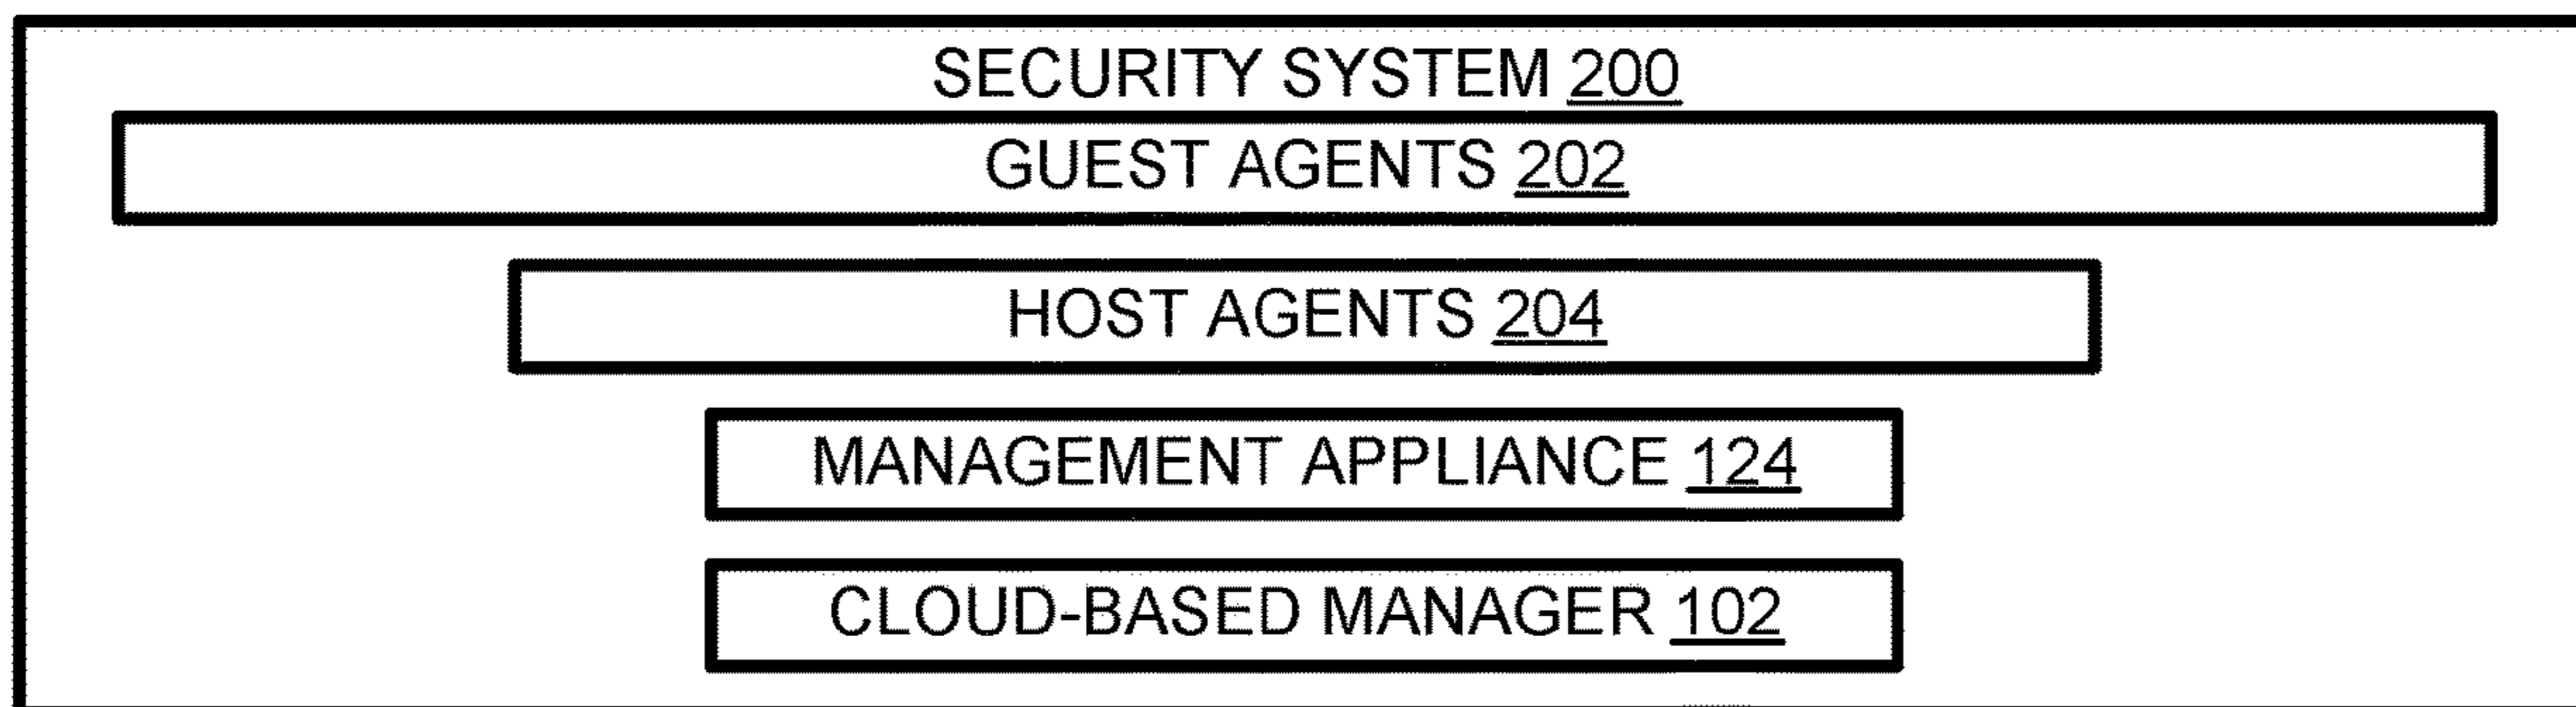 SECURITY SYSTEM 200
GUEST AGENTS 202
HOST AGENTS 204
MANAGEMENT APPLIANCE 124
CLOUD-BASED MANAGER 102